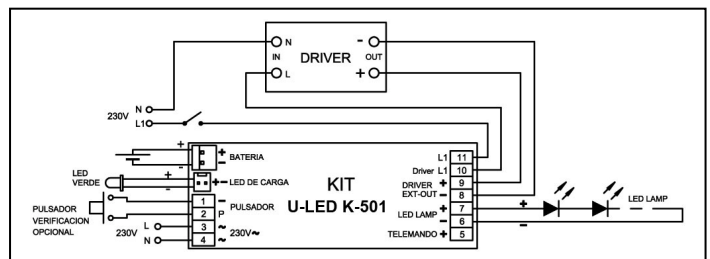 N
IN
L
DRIVER
-
OUT
+
230V
N
L1
+
-
+
-
BATERIA
LED
VERDE
+
-
+-
LED DE CARGA
PULSADOR
VERIFICACION
OPCIONAL
1
-
PULSADOR
2
P
230V
L
3
~
230V~
N
4
~
KIT
U-LED K-501
L1
11
Driver L1
10
DRIVER
+
9
EXT-OUT
-
8
LED LAMP
+
7
-
6
TELEMANDO
+
5
+
-
LED LAMP